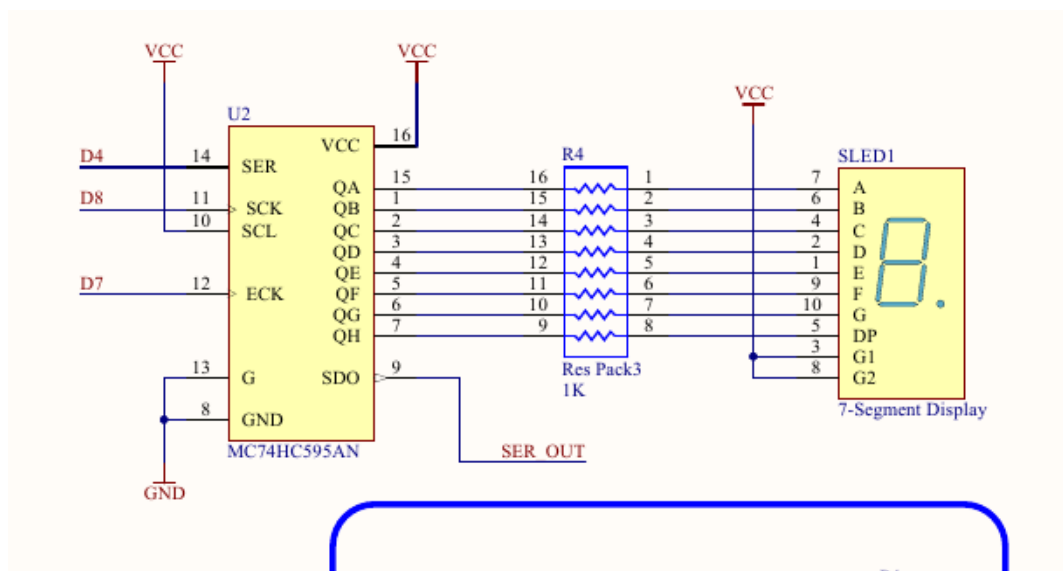 VCC
VCC
VCC
U2
D4
14
SER
VCC
16
R4
SLED1
QA
15
16
1
7
A
D8
11
SCK
QB
1
15
2
6
B
10
SCL
QC
2
14
3
4
C
QD
3
13
4
2
D
QE
4
12
5
1
E
D7
12
ECK
QF
5
11
6
9
F
QG
6
10
7
10
G
QH
7
9
8
5
DP
3
G1
13
G
SDO
9
Res Pack3
1K
8
G2
8
GND
7-Segment Display
MC74HC595AN
SER_OUT
GND